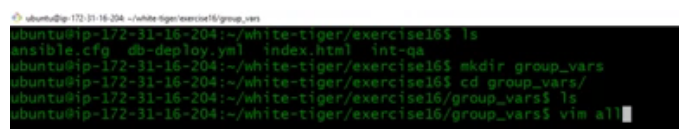 ubuntu@ip-172-31-16-204: ~/white-tiger/exercise16/group_vars
ubuntu@ip-172-31-16-204:~/white-tiger/exercise16$ ls
ansible.cfg  db-deploy.yml  index.html  int-qa
ubuntu@ip-172-31-16-204:~/white-tiger/exercise16$ mkdir group_vars
ubuntu@ip-172-31-16-204:~/white-tiger/exercise16$ cd group_vars/
ubuntu@ip-172-31-16-204:~/white-tiger/exercise16/group_vars$ ls
ubuntu@ip-172-31-16-204:~/white-tiger/exercise16/group_vars$ vim all